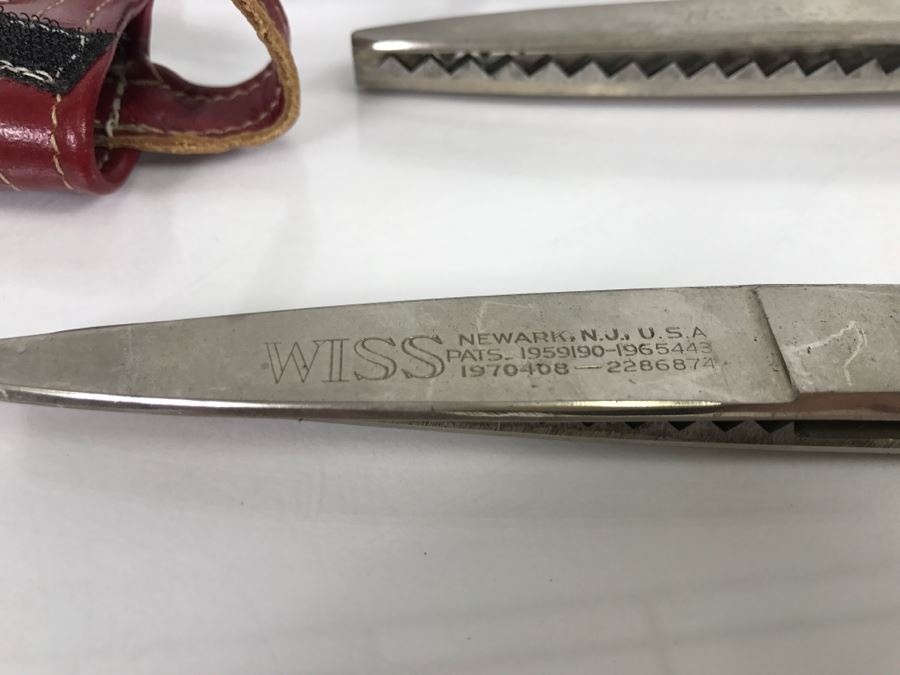 WISS
NEWARK, N.J., U.S.A
PATS. 1959190-1965443
1970408 — 2286874